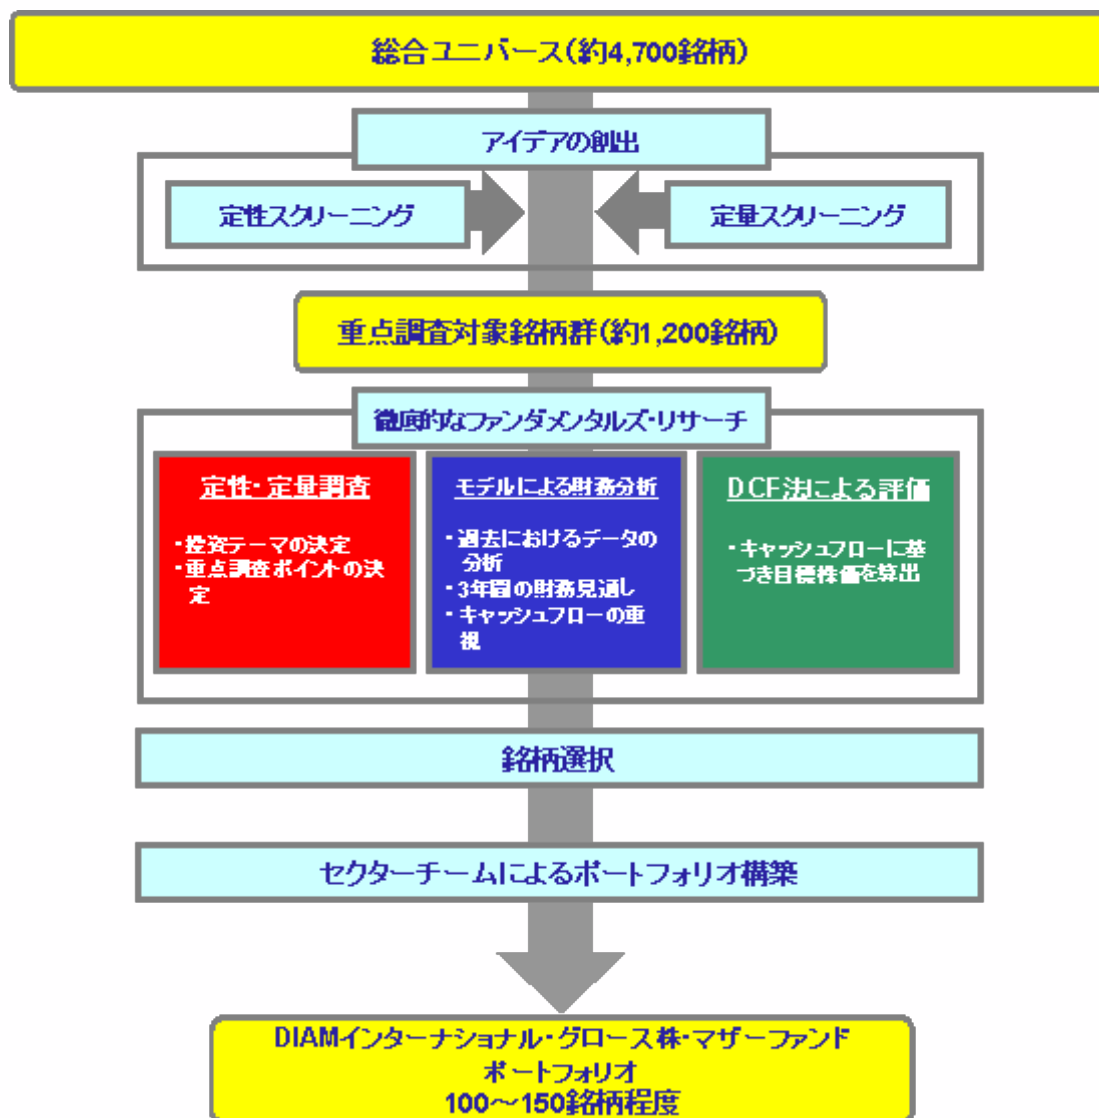 総合ユニバース(約4,700銘柄)
アイデアの創出
定性スクリーニング
定量スクリーニング
重点調査対象銘柄群(約1,200銘柄)
徹底的なファンダメンタルズ・リサーチ
定性・定量調査
・投資テーマの決定
・重点調査ポイントの決
定
モデルによる財務分析
・過去におけるデータの
分析
・3年間の財務見通し
・キャッシュフローの重
視
DCF法による評価
・キャッシュフローに基
づき目標株価を算出
銘柄選択
セクターチームによるポートフォリオ構築
DIAMインターナショナル・グロース株・マザーファンド
ポートフォリオ
100～150銘柄程度